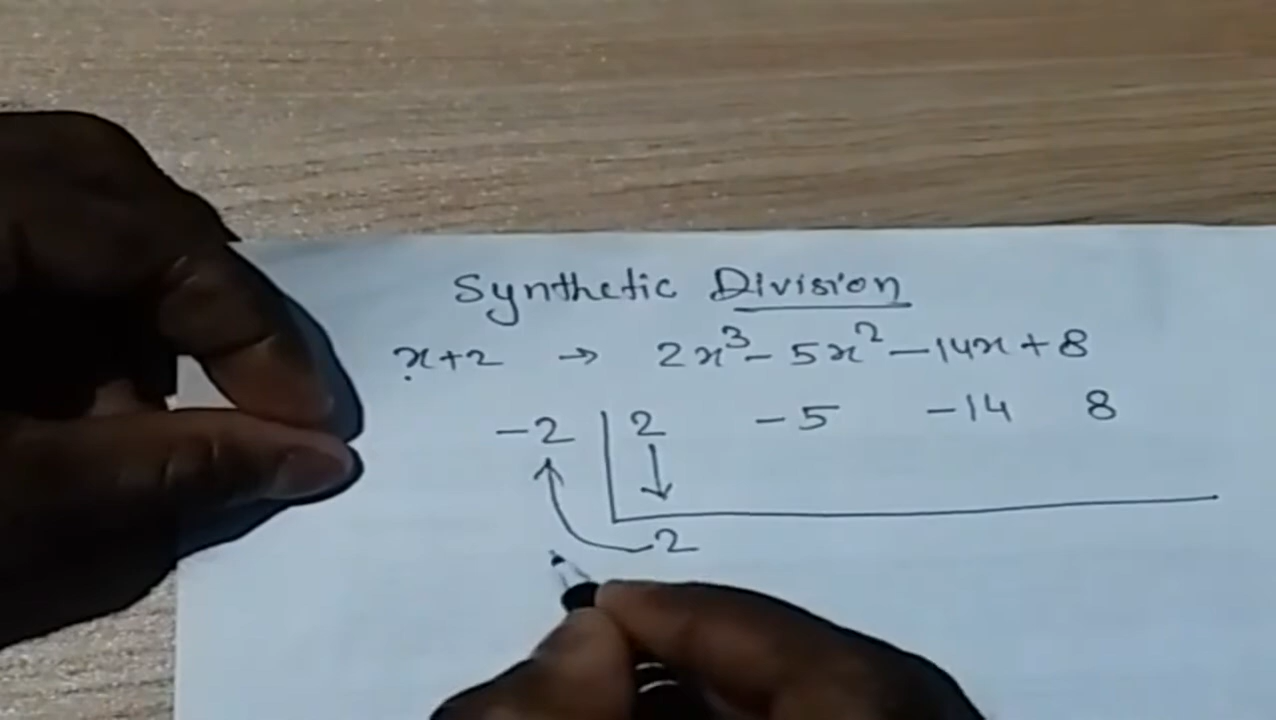 Synthetic Division
x+2 → 2x³-5x²-14x+8
-2 | 2 -5 -14 8
2